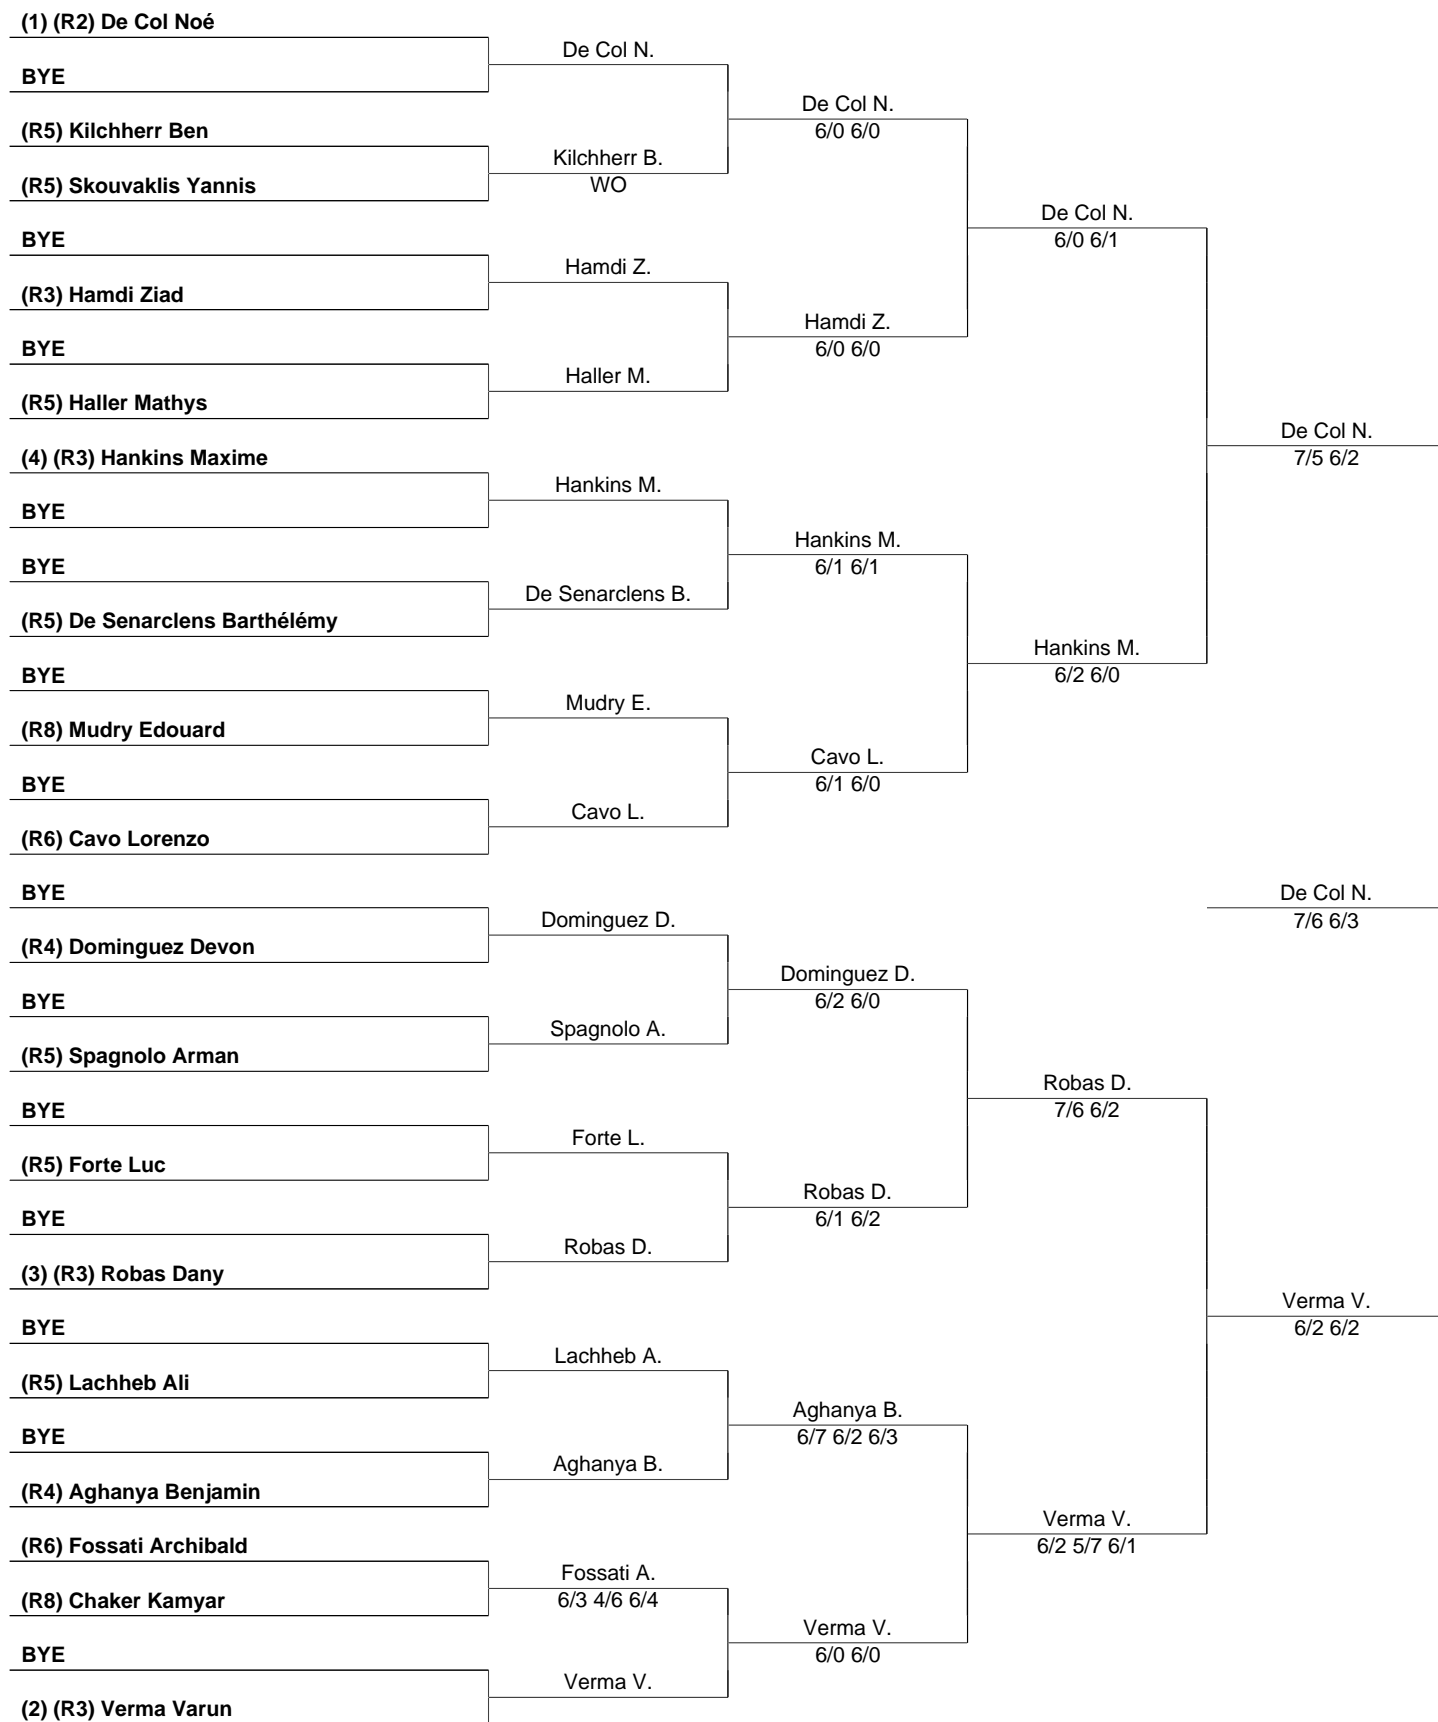 (1) (R2) De Col Noé
BYE
(R5) Kilchherr Ben
(R5) Skouvaklis Yannis
BYE
(R3) Hamdi Ziad
BYE
(R5) Haller Mathys
(4) (R3) Hankins Maxime
BYE
BYE
(R5) De Senarclens Barthélémy
BYE
(R8) Mudry Edouard
BYE
(R6) Cavo Lorenzo
BYE
(R4) Dominguez Devon
BYE
(R5) Spagnolo Arman
BYE
(R5) Forte Luc
BYE
(3) (R3) Robas Dany
BYE
(R5) Lachheb Ali
BYE
(R4) Aghanya Benjamin
(R6) Fossati Archibald
(R8) Chaker Kamyar
BYE
(2) (R3) Verma Varun
De Col N.
Kilchherr B.
WO
Hamdi Z.
Haller M.
Hankins M.
De Senarclens B.
Mudry E.
Cavo L.
Dominguez D.
Spagnolo A.
Forte L.
Robas D.
Lachheb A.
Aghanya B.
Fossati A.
6/3 4/6 6/4
Verma V.
De Col N.
6/0 6/0
Hamdi Z.
6/0 6/0
Hankins M.
6/1 6/1
Cavo L.
6/1 6/0
Dominguez D.
6/2 6/0
Robas D.
6/1 6/2
Aghanya B.
6/7 6/2 6/3
Verma V.
6/0 6/0
De Col N.
6/0 6/1
Hankins M.
6/2 6/0
Robas D.
7/6 6/2
Verma V.
6/2 5/7 6/1
De Col N.
7/5 6/2
De Col N.
7/6 6/3
Verma V.
6/2 6/2